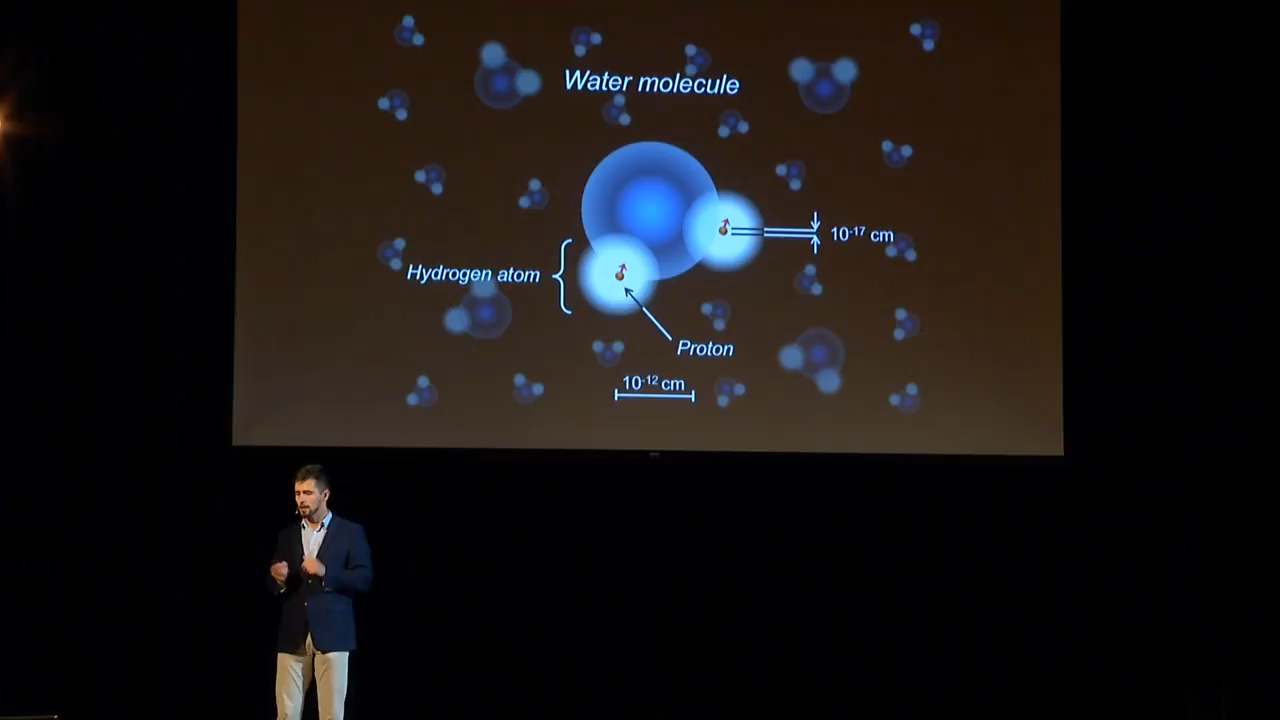 Water molecule
10⁻¹⁷ cm
Hydrogen atom
Proton
10⁻¹² cm